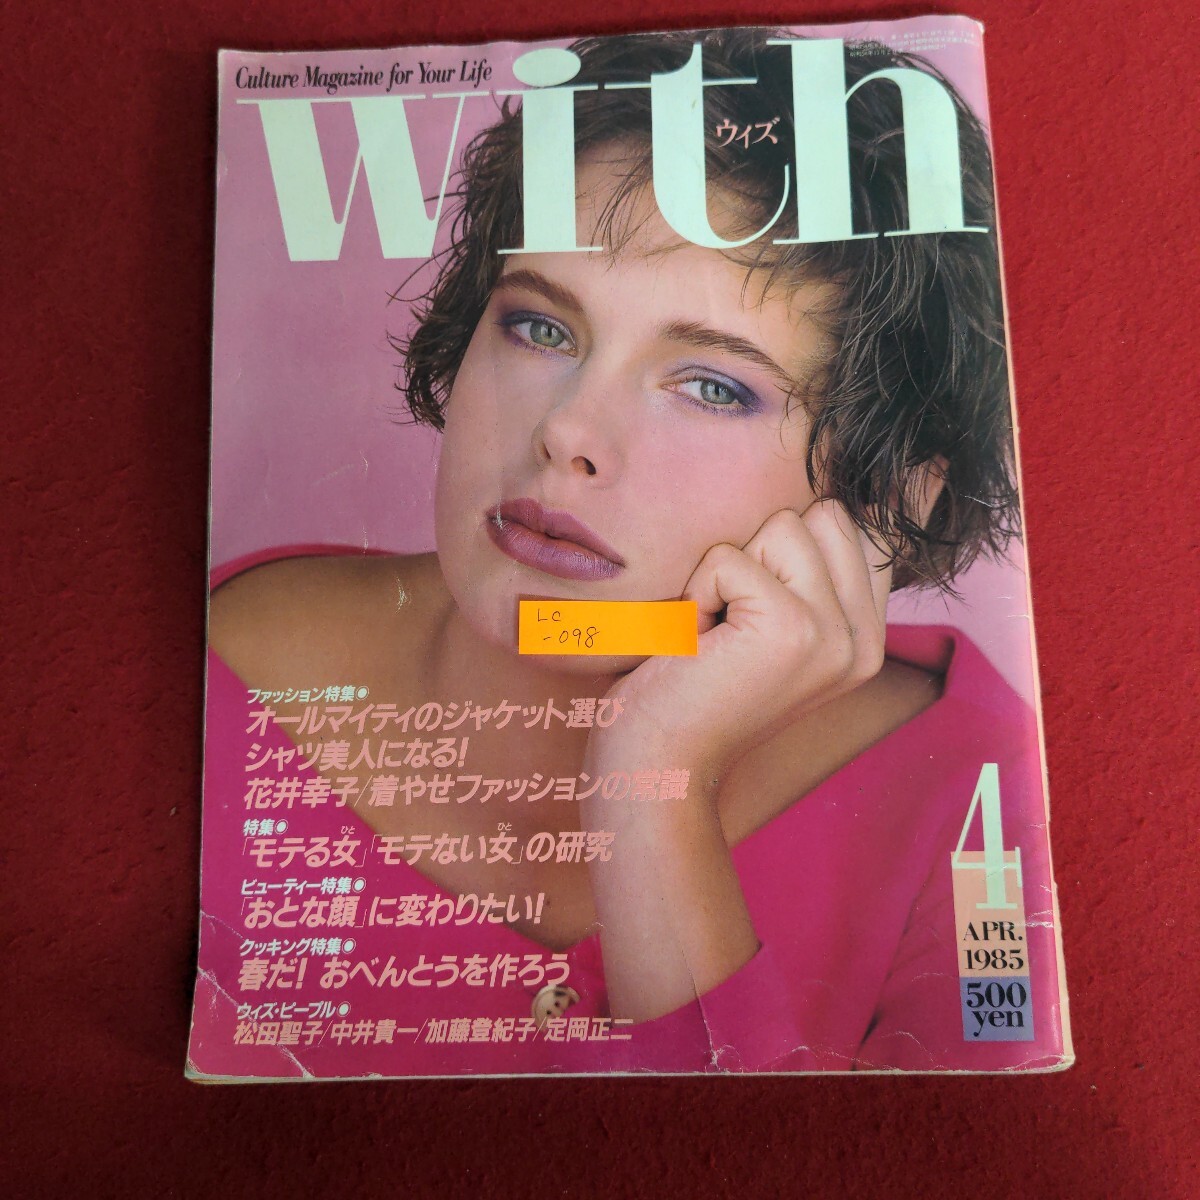 Culture Magazine for Your Life
with
ウィズ
LC
-098
ファッション特集●
オールマイティのジャケット選び
シャツ美人になる!
花井幸子/着やせファッションの常識
特集●
「モテる女」「モテない女」の研究
ひと ひと
ビューティー特集●
「おとな顔」に変わりたい!
クッキング特集●
春だ! おべんとうを作ろう
ウィズ・ピープル●
松田聖子/中井貴一/加藤登紀子/定岡正二
4
APR.
1985
500
yen